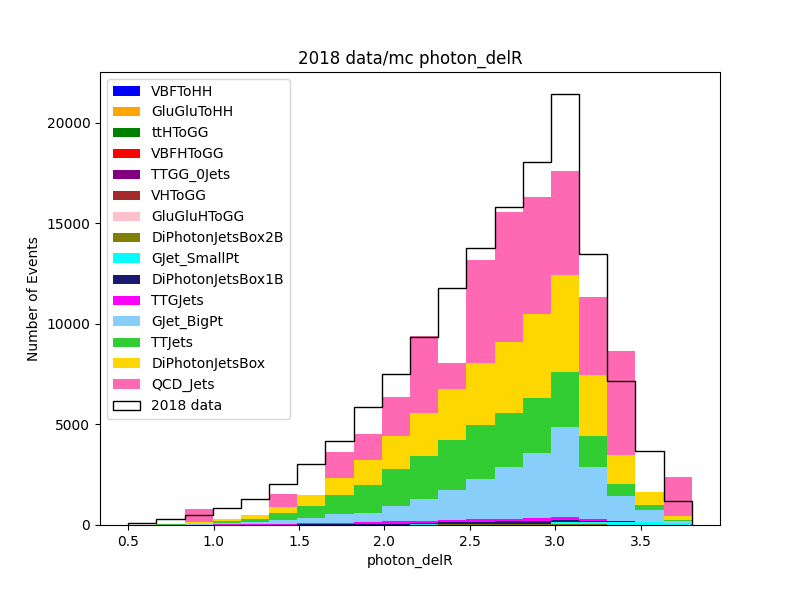 2018 data/mc photon_delR
20000
15000
10000
5000
0
Number of Events
VBFToHH
GluGluToHH
ttHToGG
VBFHToGG
TTGG_0Jets
VHToGG
GluGluHToGG
DiPhotonJetsBox2B
GJet_SmallPt
DiPhotonJetsBox1B
TTGJets
GJet_BigPt
TTJets
DiPhotonJetsBox
QCD_Jets
2018 data
0.5 1.0 1.5 2.0 2.5 3.0 3.5
photon_delR